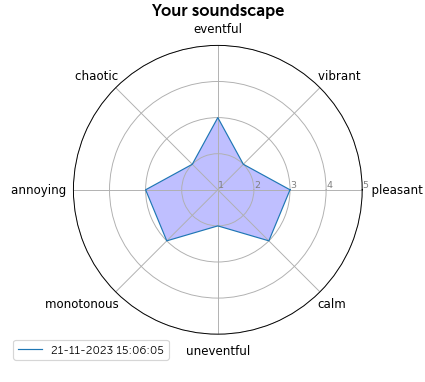 Your soundscape
eventful
chaotic
vibrant
annoying
1 2 3 4 5
pleasant
monotonous
calm
21-11-2023 15:06:05
uneventful